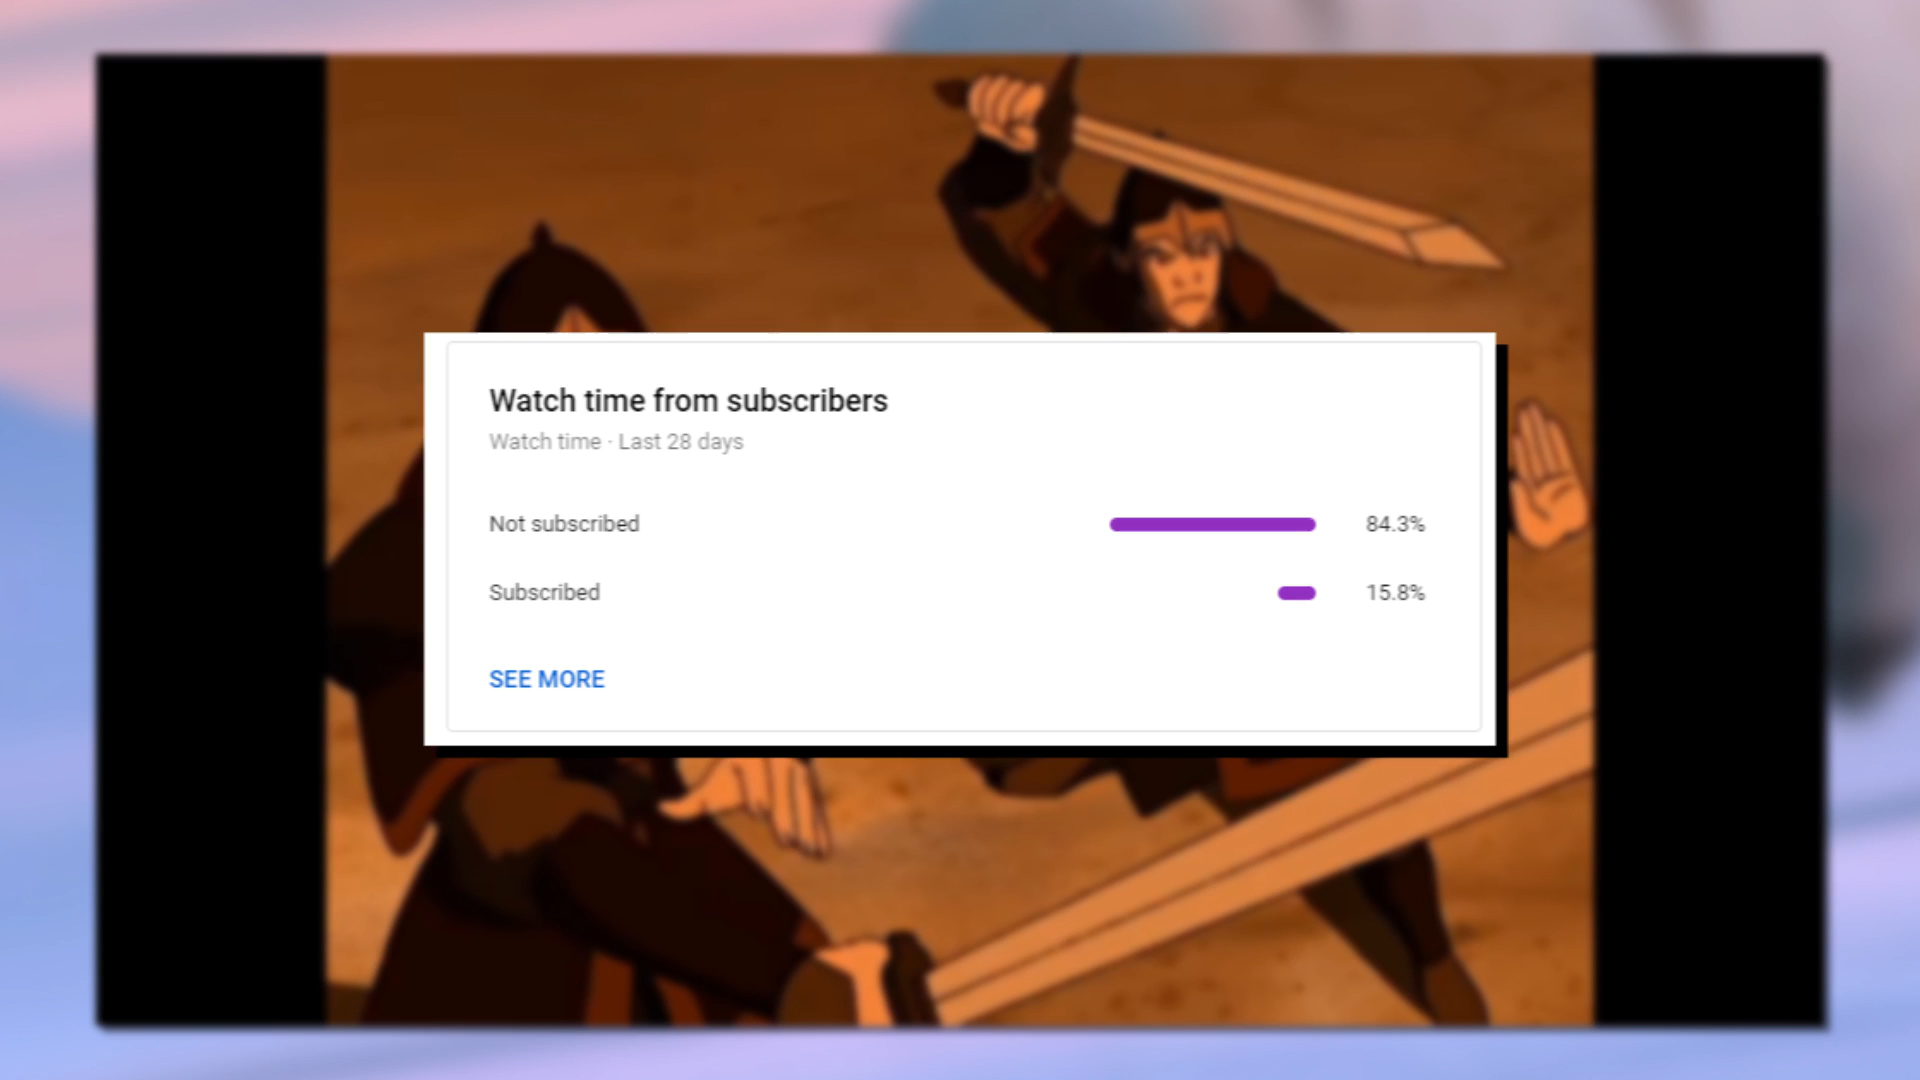 Watch time from subscribers
Watch time · Last 28 days
Not subscribed 84.3%
Subscribed 15.8%
SEE MORE